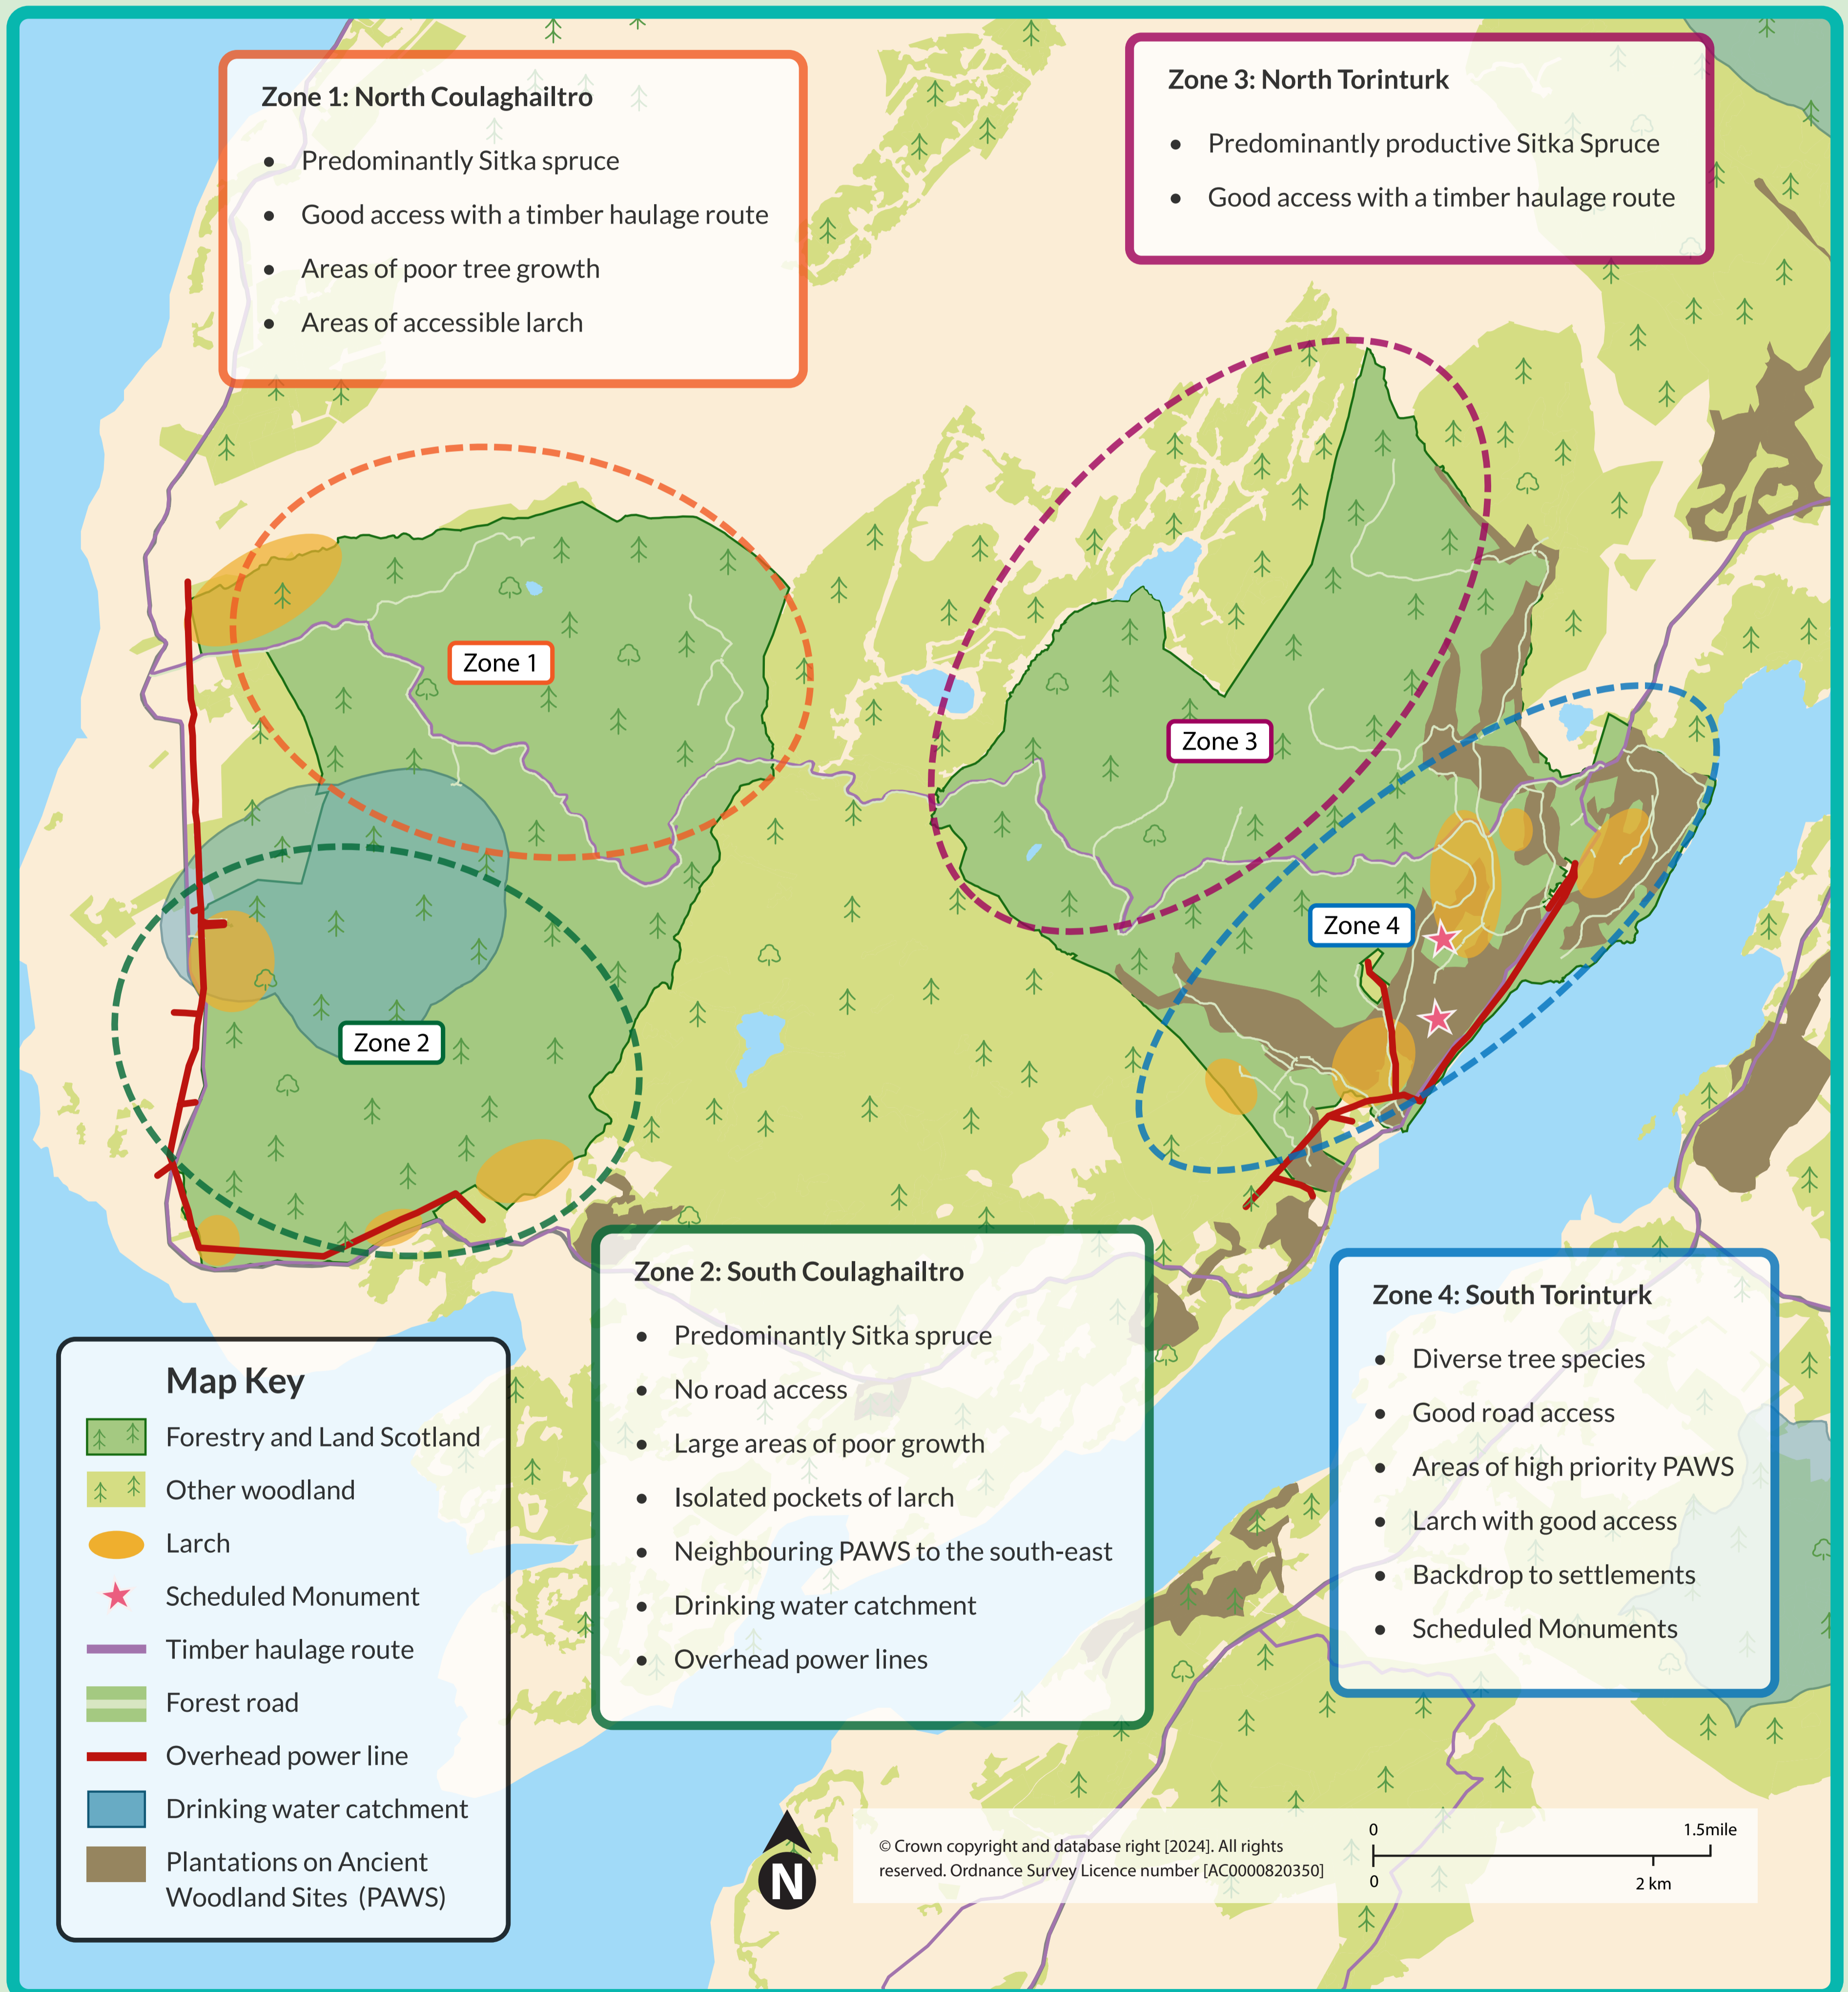 Zone 1: North Coulaghailtro
• Predominantly Sitka spruce
• Good access with a timber haulage route
• Areas of poor tree growth
• Areas of accessible larch
Zone 3: North Torinturk
• Predominantly productive Sitka Spruce
• Good access with a timber haulage route
Zone 1
Zone 3
Zone 4
Zone 2
Zone 2: South Coulaghailtro
• Predominantly Sitka spruce
• No road access
• Large areas of poor growth
• Isolated pockets of larch
• Neighbouring PAWS to the south-east
• Drinking water catchment
• Overhead power lines
Zone 4: South Torinturk
• Diverse tree species
• Good road access
• Areas of high priority PAWS
• Larch with good access
• Backdrop to settlements
• Scheduled Monuments
Map Key
Forestry and Land Scotland
Other woodland
Larch
Scheduled Monument
Timber haulage route
Forest road
Overhead power line
Drinking water catchment
Plantations on Ancient
Woodland Sites (PAWS)
N
© Crown copyright and database right [2024]. All rights
reserved. Ordnance Survey Licence number [AC0000820350]
0 1.5mile
0 2 km